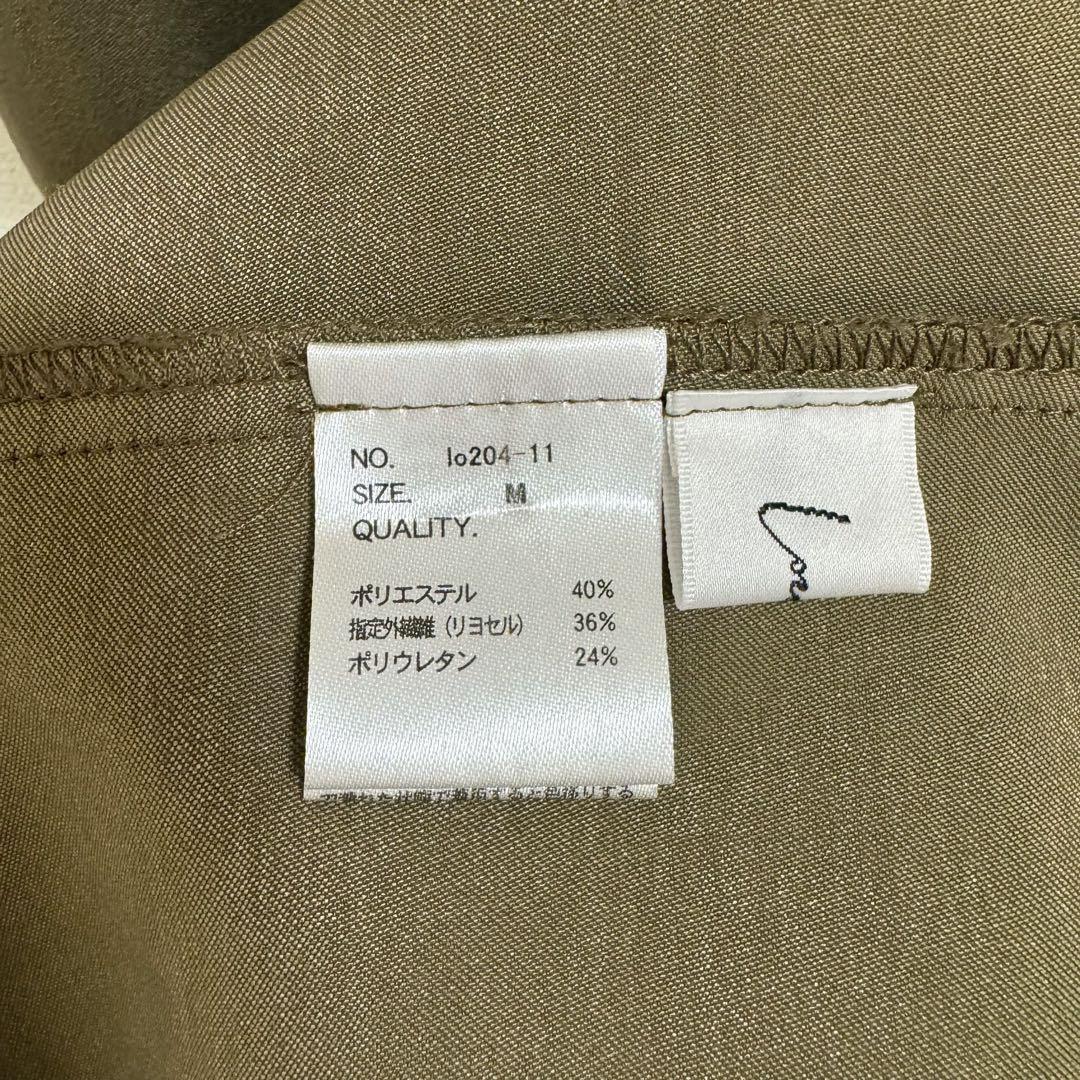 NO. lo204-11
SIZE. M
QUALITY.
ポリエステル 40%
指定外繊維(リヨセル) 36%
ポリウレタン 24%